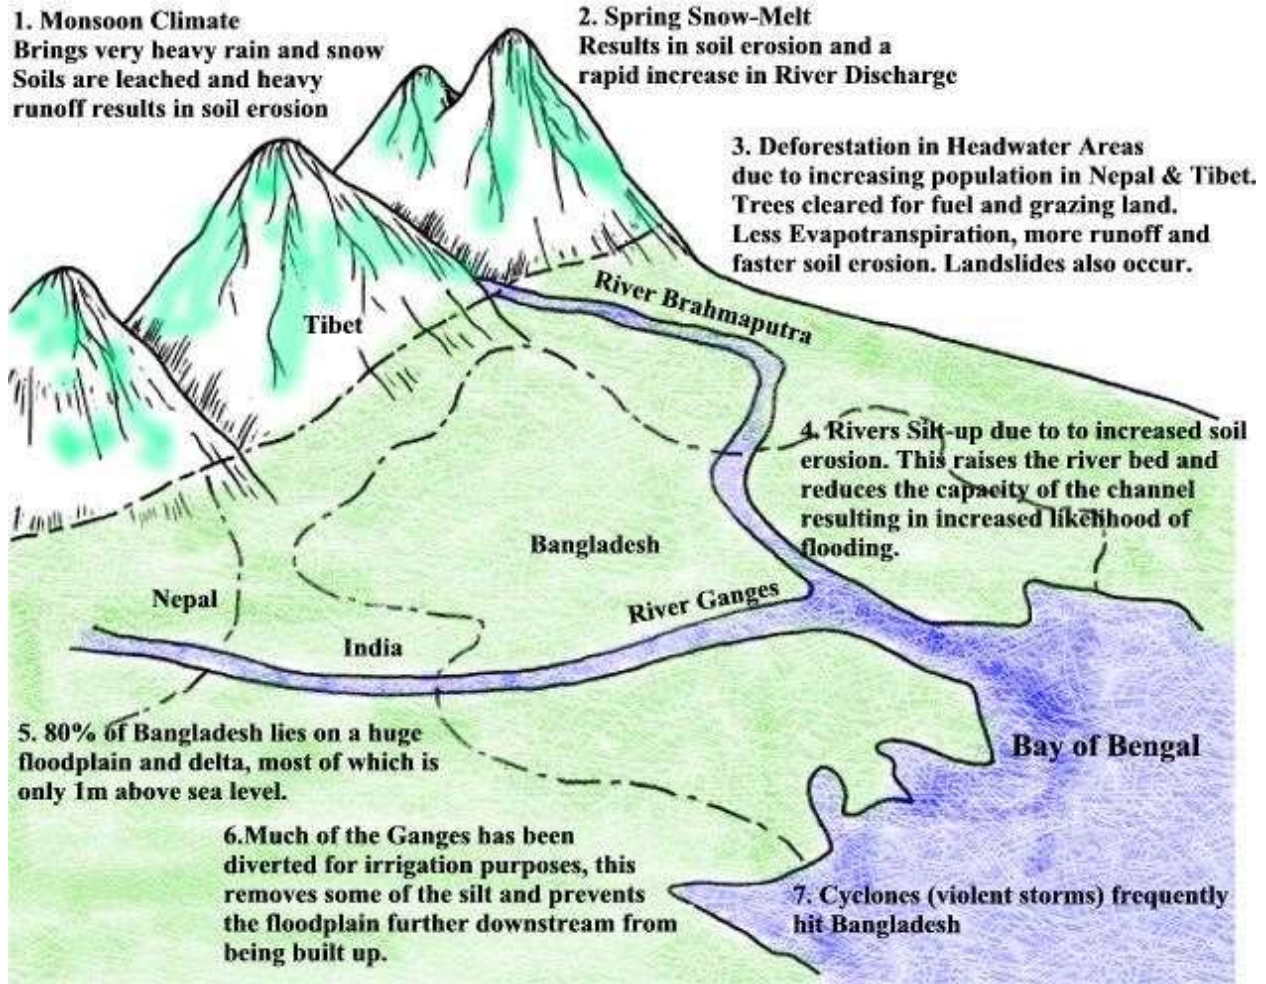 1. Monsoon Climate
Brings very heavy rain and snow
Soils are leached and heavy
runoff results in soil erosion
2. Spring Snow-Melt
Results in soil erosion and a
rapid increase in River Discharge
3. Deforestation in Headwater Areas
due to increasing population in Nepal & Tibet.
Trees cleared for fuel and grazing land.
Less Evapotranspiration, more runoff and
faster soil erosion. Landslides also occur.
River Brahmaputra
Tibet
4. Rivers Silt-up due to to increased soil
erosion. This raises the river bed and
reduces the capacity of the channel
resulting in increased likelihood of
flooding.
Bangladesh
Nepal
River Ganges
India
5. 80% of Bangladesh lies on a huge
floodplain and delta, most of which is
only 1m above sea level.
Bay of Bengal
6.Much of the Ganges has been
diverted for irrigation purposes, this
removes some of the silt and prevents
the floodplain further downstream from
being built up.
7. Cyclones (violent storms) frequently
hit Bangladesh